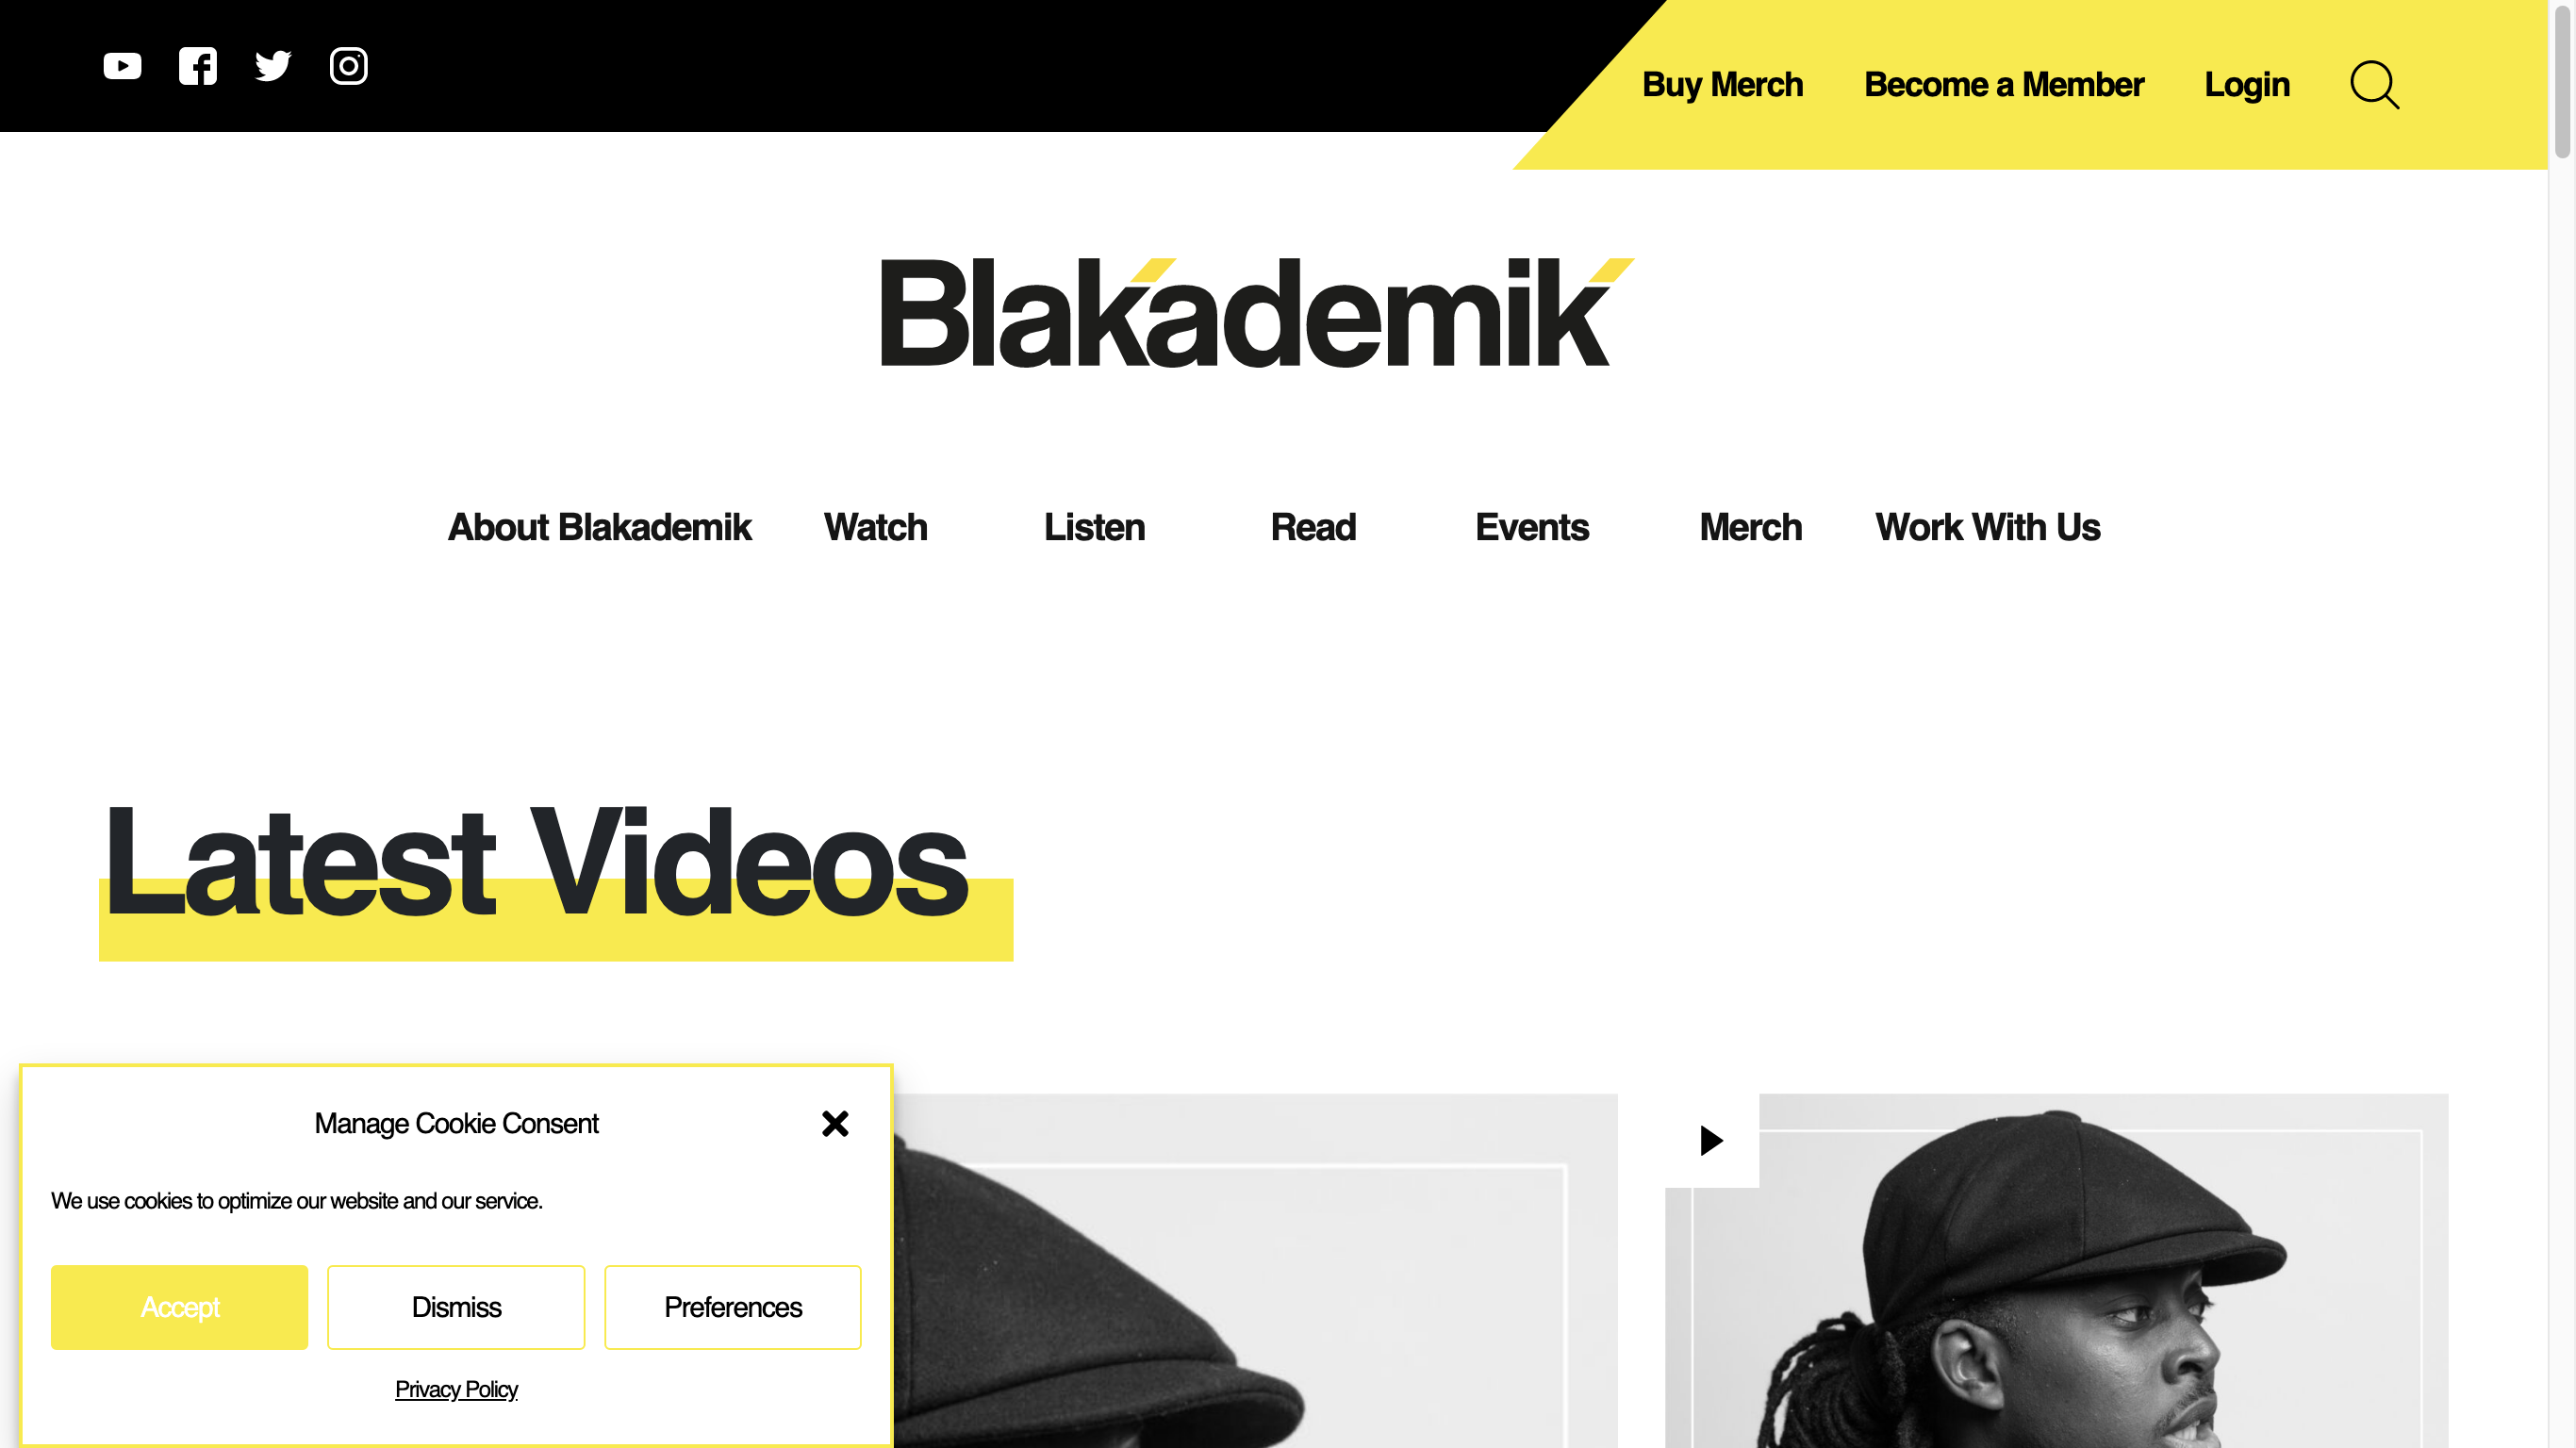 Buy Merch Become a Member Login
Blakademik
About Blakademik Watch Listen Read Events Merch Work With Us
Latest Videos
Manage Cookie Consent
We use cookies to optimize our website and our service.
Accept Dismiss Preferences
Privacy Policy